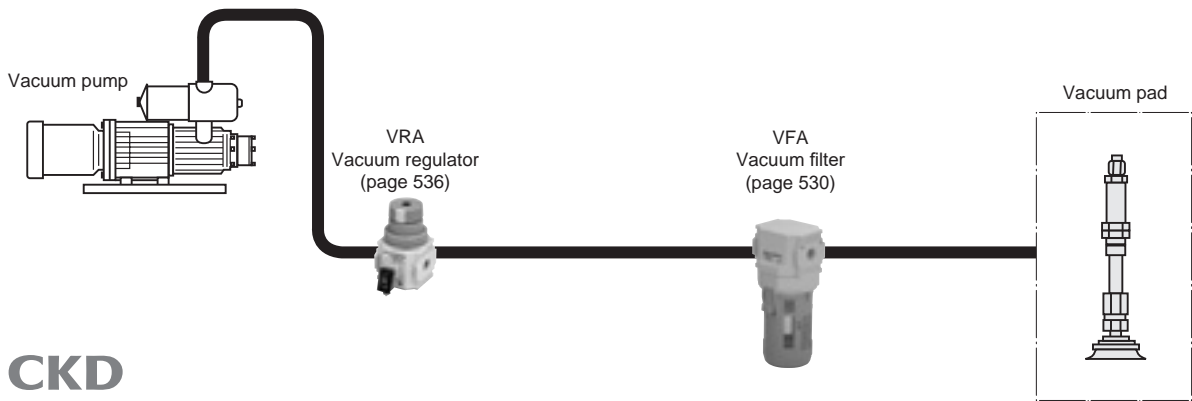 Vacuum pump
VRA
Vacuum regulator
(page 536)
VFA
Vacuum filter
(page 530)
Vacuum pad
CKD